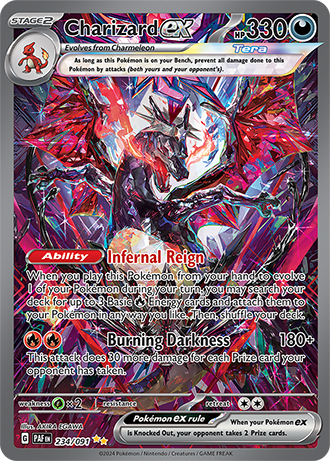 STAGE2 Charizard ex HP330
Evolves from Charmeleon Tera
As long as this Pokémon is on your Bench, prevent all damage done to this
Pokémon by attacks (both yours and your opponent's).
Ability Infernal Reign
When you play this Pokémon from your hand to evolve
1 of your Pokémon during your turn, you may search your
deck for up to 3 Basic Energy cards and attach them to
your Pokémon in any way you like. Then, shuffle your deck.
Burning Darkness 180+
This attack does 30 more damage for each Prize card your
opponent has taken.
weakness ×2 resistance retreat
Illus. AKIRA EGAWA
Pokémon ex rule When your Pokémon ex
is Knocked Out, your opponent takes 2 Prize cards.
G PAF EN 234/091
©2024 Pokémon / Nintendo / Creatures / GAME FREAK